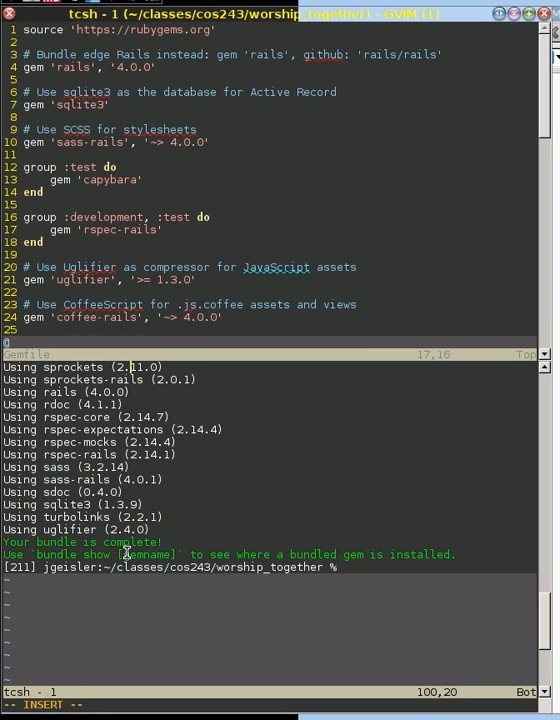 tcsh - 1 (~/classes/cos243/worship_together) - GVIM (1)
1 source 'https://rubygems.org'
2
3 # Bundle edge Rails instead: gem 'rails', github: 'rails/rails'
4 gem 'rails', '4.0.0'
5
6 # Use sqlite3 as the database for Active Record
7 gem 'sqlite3'
8
9 # Use SCSS for stylesheets
10 gem 'sass-rails', '~> 4.0.0'
11
12 group :test do
13     gem 'capybara'
14 end
15
16 group :development, :test do
17     gem 'rspec-rails'
18 end
19
20 # Use Uglifier as compressor for JavaScript assets
21 gem 'uglifier', '>= 1.3.0'
22
23 # Use CoffeeScript for .js.coffee assets and views
24 gem 'coffee-rails', '~> 4.0.0'
25
@
Gemfile 17,16 Top
Using sprockets (2.11.0)
Using sprockets-rails (2.0.1)
Using rails (4.0.0)
Using rdoc (4.1.1)
Using rspec-core (2.14.7)
Using rspec-expectations (2.14.4)
Using rspec-mocks (2.14.4)
Using rspec-rails (2.14.1)
Using sass (3.2.14)
Using sass-rails (4.0.1)
Using sdoc (0.4.0)
Using sqlite3 (1.3.9)
Using turbolinks (2.2.1)
Using uglifier (2.4.0)
Your bundle is complete!
Use `bundle show [gemname]` to see where a bundled gem is installed.
[211] jgeisler:~/classes/cos243/worship_together %
~
~
~
~
~
~
~
~
~
tcsh - 1 100,20 Bot
-- INSERT --